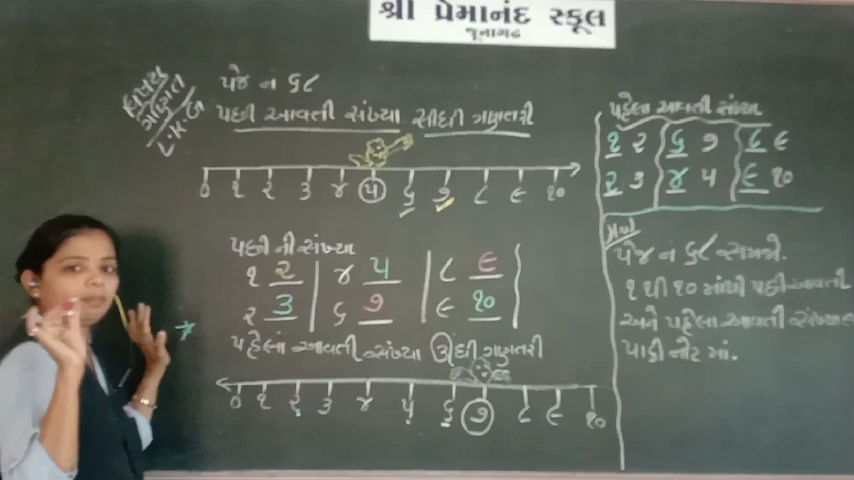 શ્રી પ્રેમાનંદ સ્કૂલ
જૂનાગઢ
વિષય
ગણિત
L.K.G
પેજ નં ૬૮
પછી આવતી સંખ્યા સીધી ગણતરી
૦ ૧ ૨ ૩ ૪ ૫ ૬ ૭ ૮ ૯ ૧૦
પછી ની સંખ્યા
૧ ૨ ૪ ૫ ૮ ૯
૨ ૩ ૬ ૭ ૯ ૧૦
પહેલા આવતી સંખ્યા ઊંધી ગણતરી
૦ ૧ ૨ ૩ ૪ ૫ ૬ ૭ ૮ ૯ ૧૦
પહેલા આવતી સંખ્યા
૧ ૨ ૬ ૭ ૮ ૯
૨ ૩ ૪ ૫ ૯ ૧૦
પેજ નં ૬૮ સમજો.
૧ થી ૧૦ માંથી પછી આવતી
અને પહેલા આવતી સંખ્યા
પાકી નોટ માં.